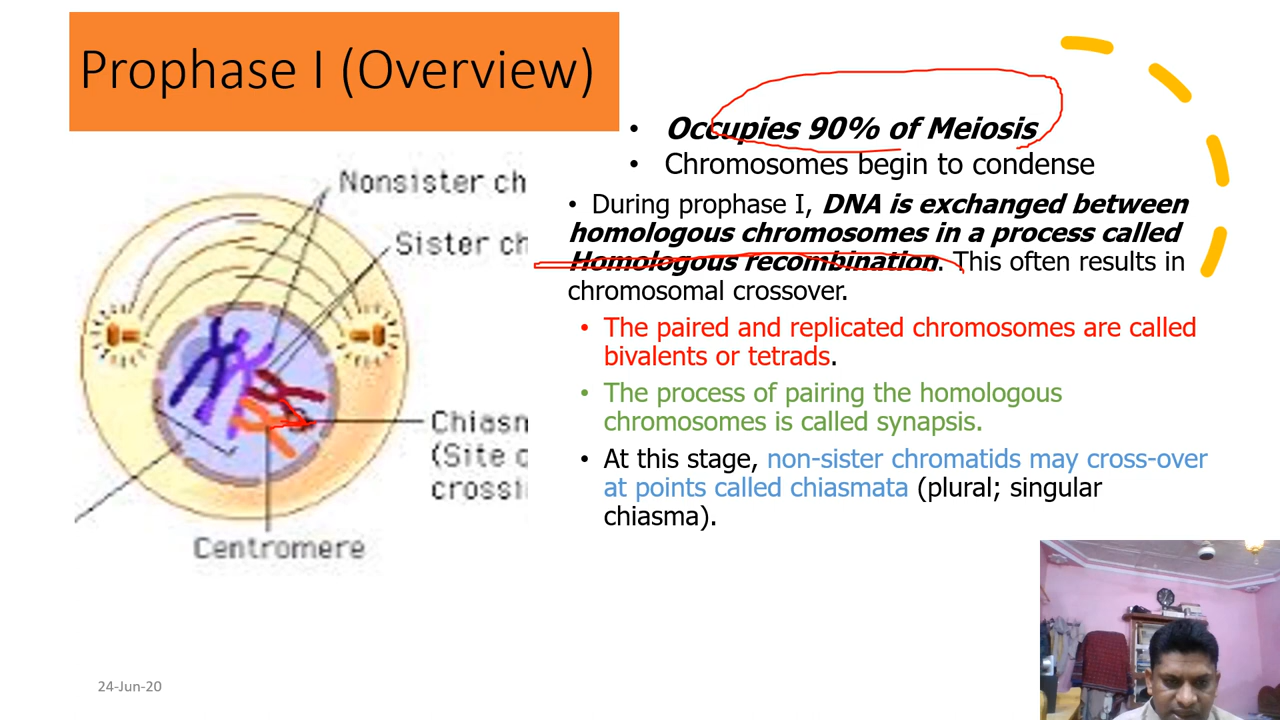 Prophase I (Overview)
• Occupies 90% of Meiosis
• Chromosomes begin to condense
• During prophase I, DNA is exchanged between
homologous chromosomes in a process called
Homologous recombination. This often results in
chromosomal crossover.
• The paired and replicated chromosomes are called
bivalents or tetrads.
• The process of pairing the homologous
chromosomes is called synapsis.
• At this stage, non-sister chromatids may cross-over
at points called chiasmata (plural; singular
chiasma).
Nonsister ch
Sister ch
Chiasm
(Site
crossi
Centromere
24-Jun-20